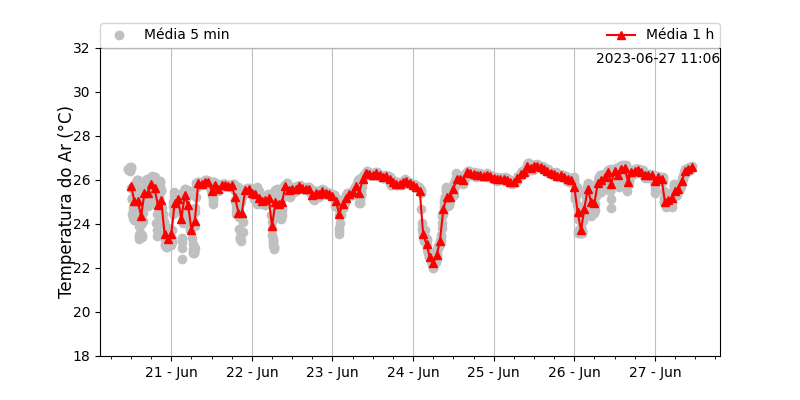 Média 5 min
Média 1 h
2023-06-27 11:06
Temperatura do Ar (°C)
32
30
28
26
24
22
20
18
21 - Jun
22 - Jun
23 - Jun
24 - Jun
25 - Jun
26 - Jun
27 - Jun